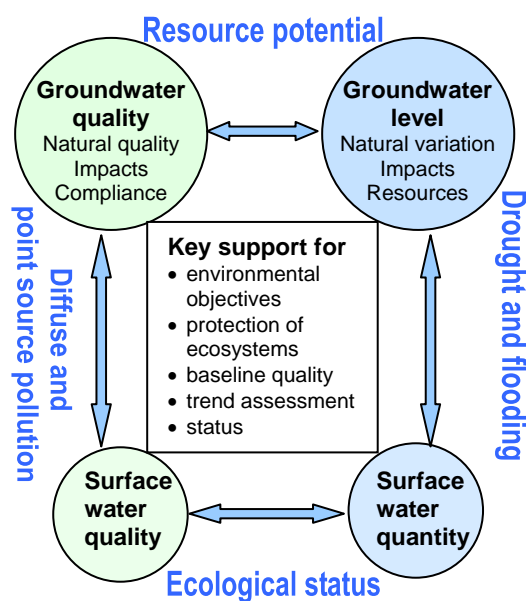 Resource potential
Groundwater
quality
Natural quality
Impacts
Compliance
Groundwater
level
Natural variation
Impacts
Resources
Diffuse and
point source pollution
Key support for
• environmental
objectives
• protection of
ecosystems
• baseline quality
• trend assessment
• status
Drought and flooding
Surface
water
quality
Surface
water
quantity
Ecological status